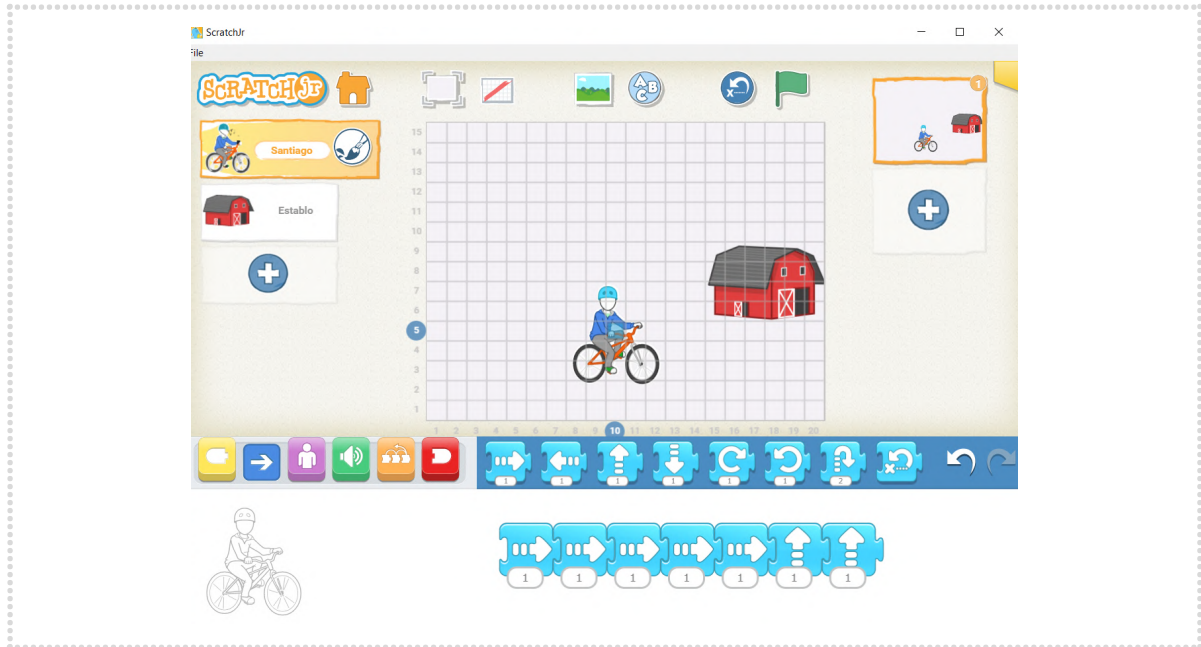 ScratchJr
File
SCRATCHJr
ABC
x
1
Santiago
Establo
15
14
13
12
11
10
9
8
7
6
5
4
3
2
1
1 2 3 4 5 6 7 8 9 10 11 12 13 14 15 16 17 18 19 20
1 1 1 1 1 1 2 x
1 1 1 1 1 1 1